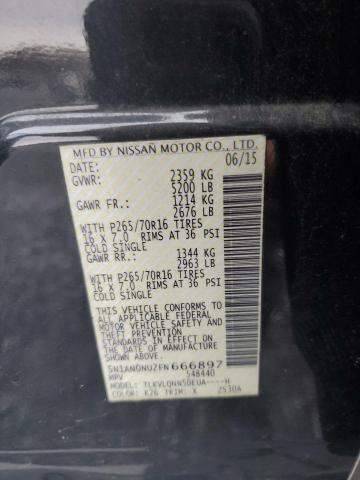 MFD BY NISSAN MOTOR CO., LTD.
DATE: 06/15
GVWR: 2359 KG
5200 LB
GAWR FR.: 1214 KG
2676 LB
WITH P265/70R16 TIRES
16 X 7.0 RIMS AT 36 PSI
COLD SINGLE
GAWR RR.: 1344 KG
2963 LB
WITH P265/70R16 TIRES
16 X 7.0 RIMS AT 36 PSI
COLD SINGLE
THIS VEHICLE CONFORMS TO
ALL APPLICABLE FEDERAL
MOTOR VEHICLE SAFETY
STANDARDS IN EFFECT ON
THE DATE OF MANUFACTURE
SHOWN ABOVE.
5N1AN0NU2FN666897
MPV 548440
MODEL: TLKVLQNN50EUA----H
COLOR: K26 TRIM: X 2530A